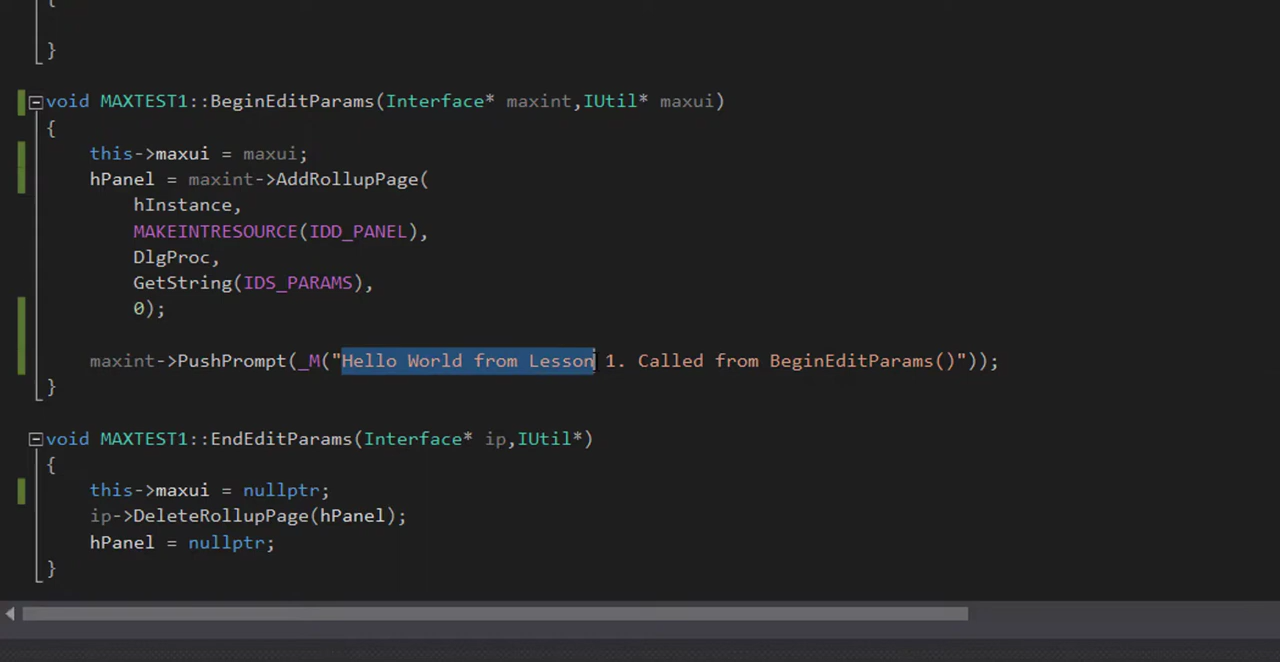 {
}
void MAXTEST1::BeginEditParams(Interface* maxint,IUtil* maxui)
{
this->maxui = maxui;
hPanel = maxint->AddRollupPage(
hInstance,
MAKEINTRESOURCE(IDD_PANEL),
DlgProc,
GetString(IDS_PARAMS),
0);
maxint->PushPrompt(_M("Hello World from Lesson 1. Called from BeginEditParams()"));
}
void MAXTEST1::EndEditParams(Interface* ip,IUtil*)
{
this->maxui = nullptr;
ip->DeleteRollupPage(hPanel);
hPanel = nullptr;
}